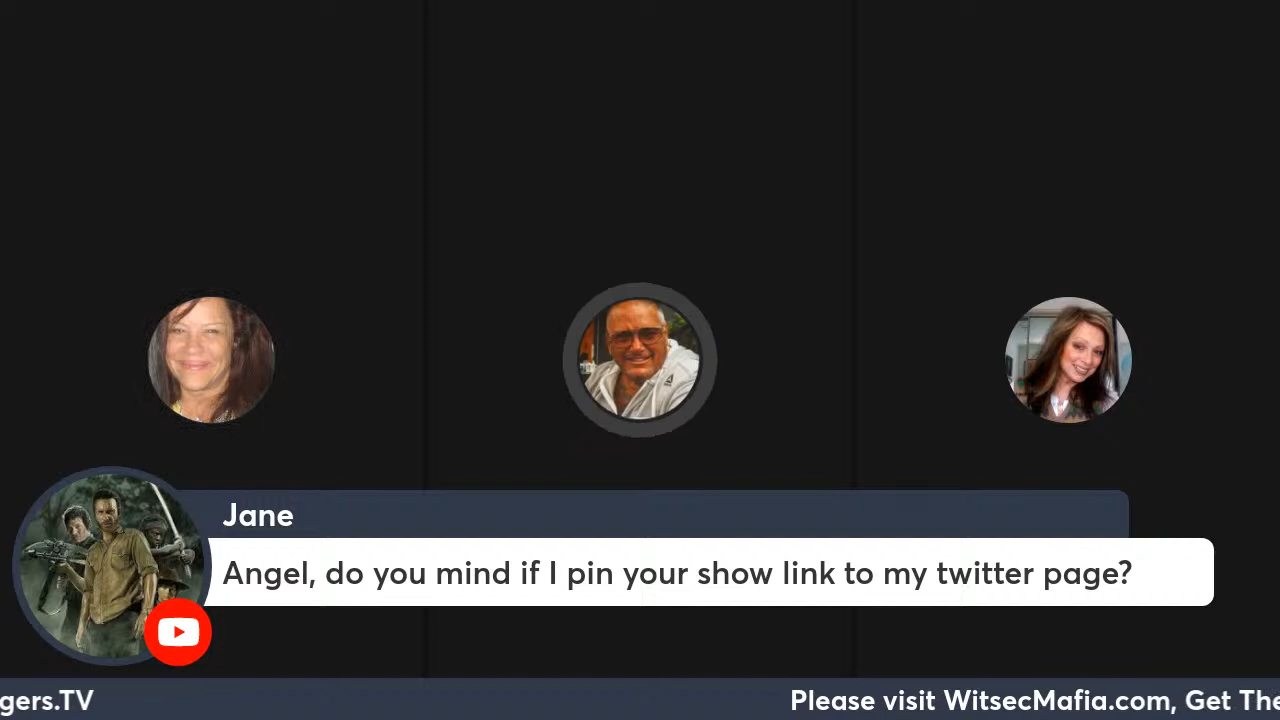 Jane
Angel, do you mind if I pin your show link to my twitter page?
gers.TV Please visit WitsecMafia.com, Get The